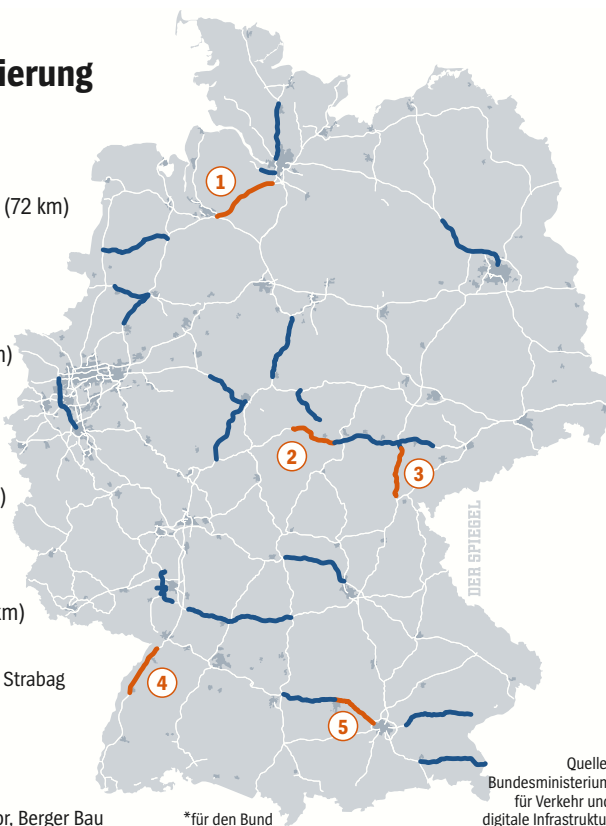 ierung
1
(72 km)
m)
2
3
)
DER SPIEGEL
km)
4
Strabag
5
Quelle
Bundesministeriun
für Verkehr und
or, Berger Bau
*für den Bund
digitale Infrastruktu